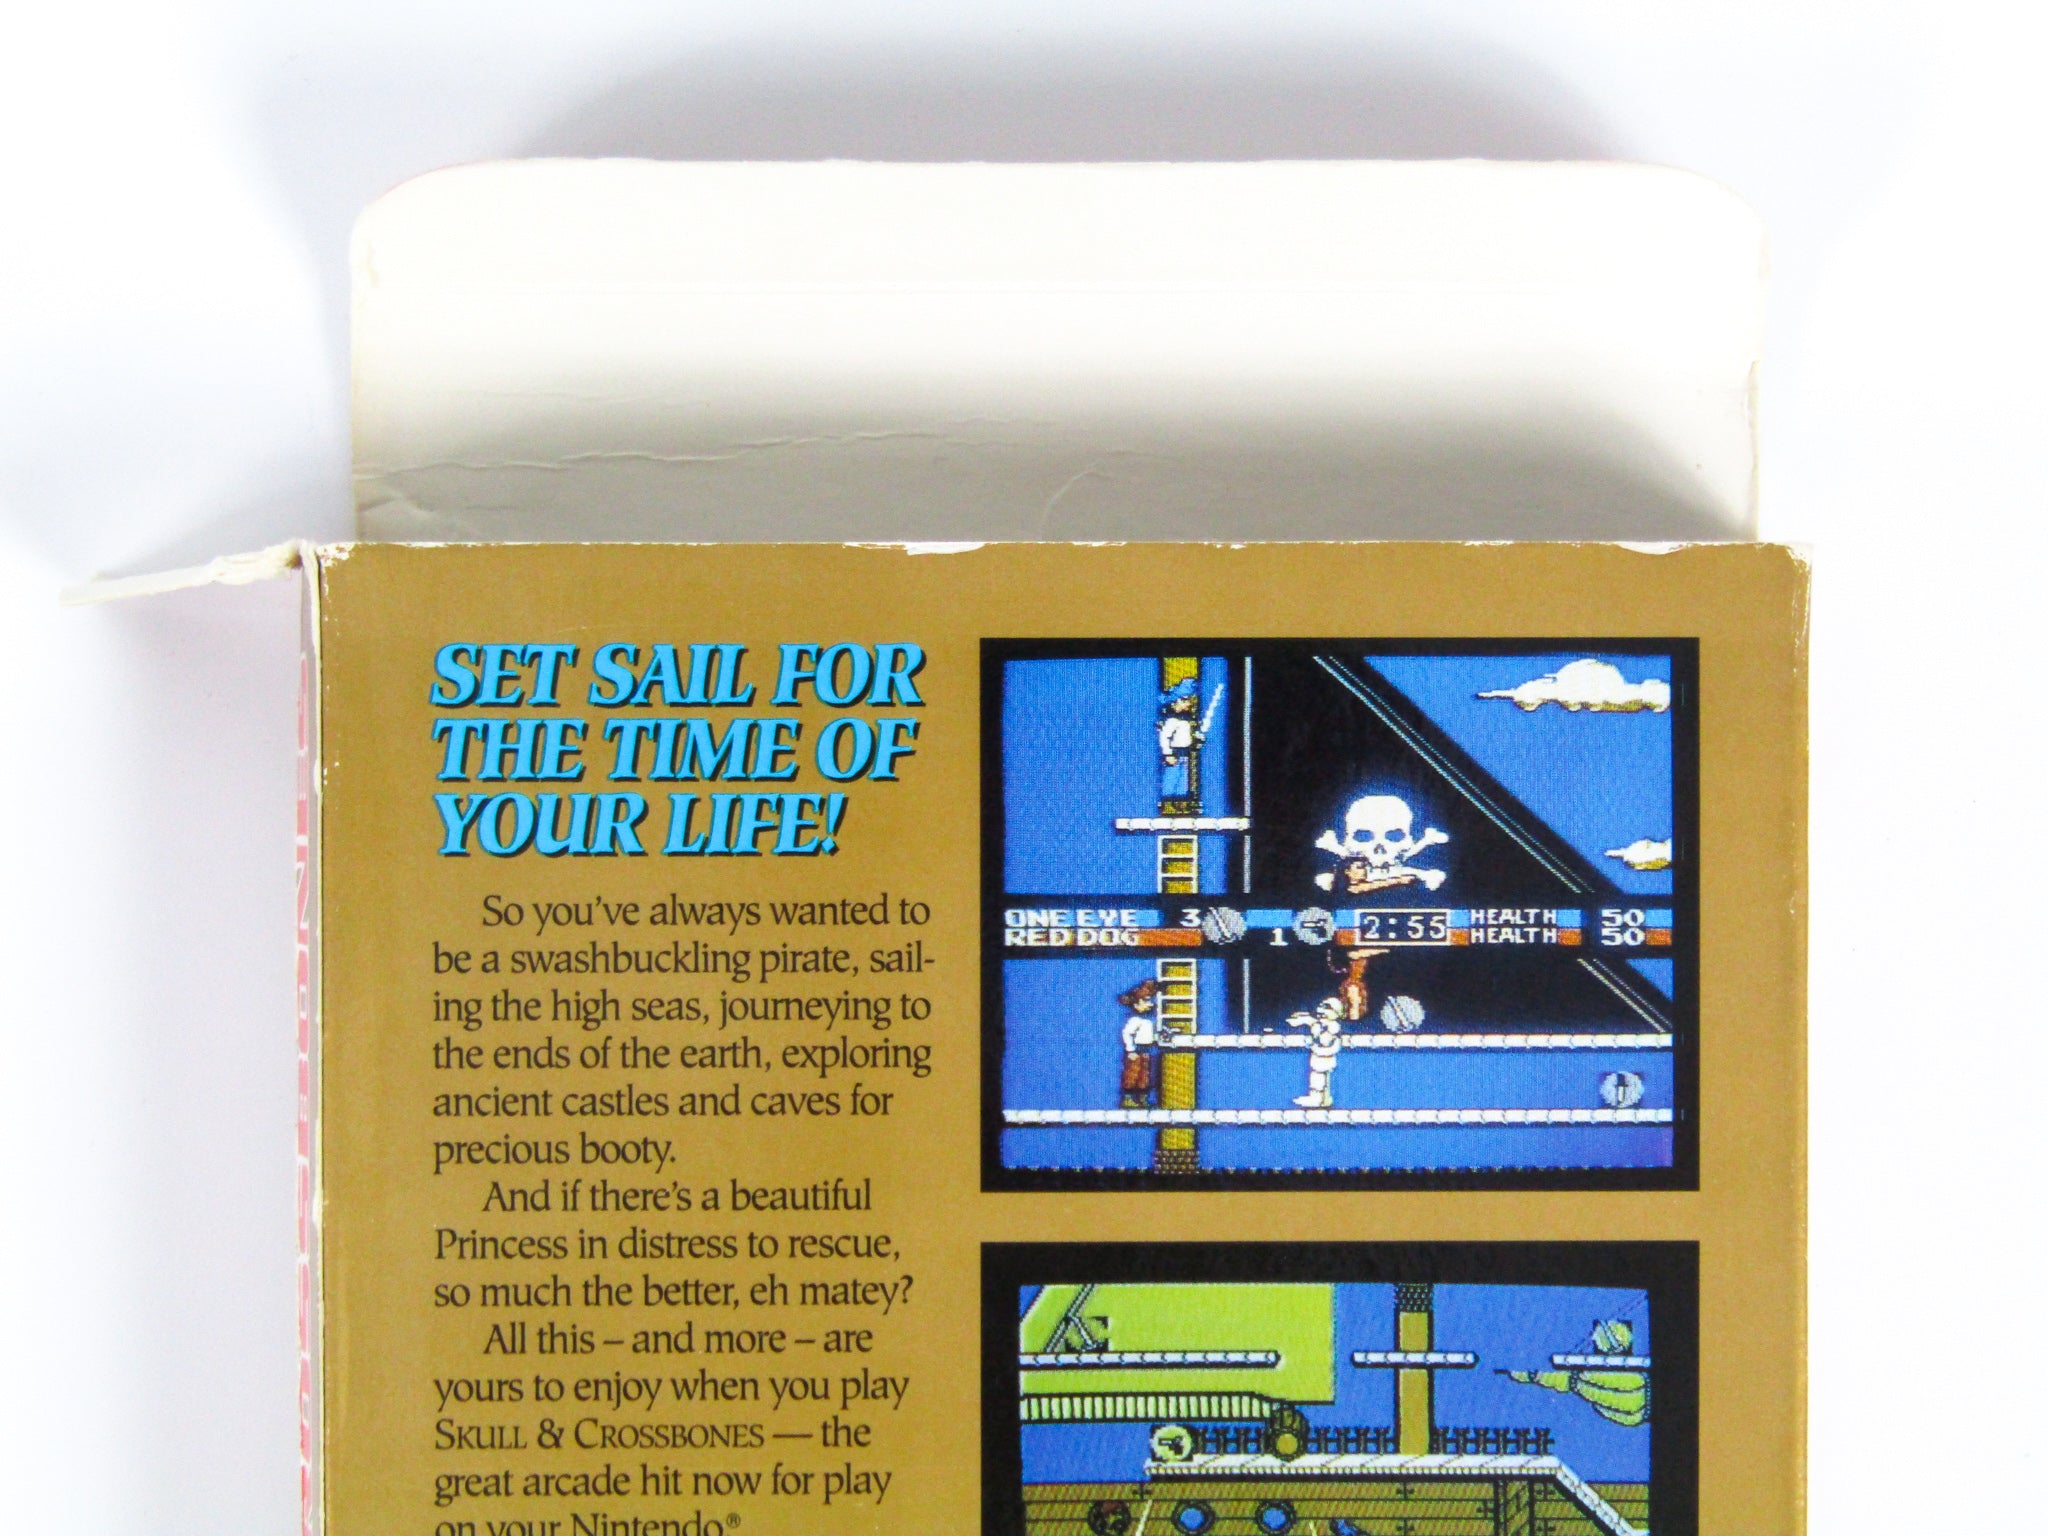 SET SAIL FOR
THE TIME OF
YOUR LIFE!
So you've always wanted to
be a swashbuckling pirate, sail-
ing the high seas, journeying to
the ends of the earth, exploring
ancient castles and caves for
precious booty.
And if there's a beautiful
Princess in distress to rescue,
so much the better, eh matey?
All this – and more – are
yours to enjoy when you play
SKULL & CROSSBONES — the
great arcade hit now for play
on your Nintendo®
ONE EYE 3 2:55 HEALTH 50
RED DOG 1 HEALTH 50